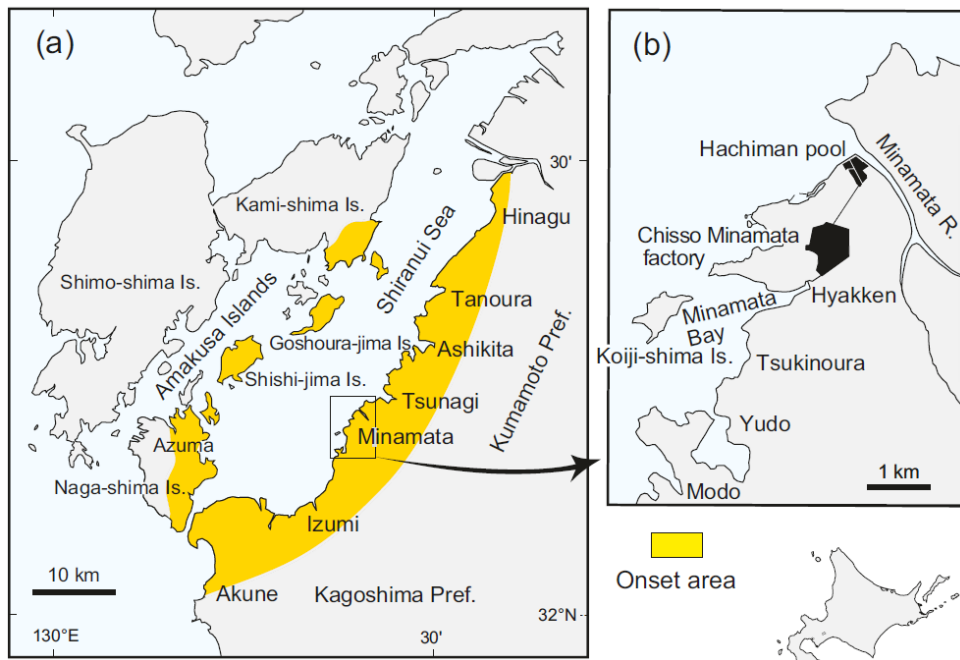 (a)
30'
Kami-shima Is.
Hinagu
Shiranui Sea
Shimo-shima Is.
Tanoura
Amakusa Islands
Goshoura-jima Is.
Ashikita
Shishi-jima Is.
Tsunagi
Kumamoto Pref.
Minamata
Azuma
Naga-shima Is.
Izumi
10 km
Akune
Kagoshima Pref.
32°N
130°E
30'
(b)
Hachiman pool
Minamata R.
Chisso Minamata
factory
Hyakken
Minamata
Bay
Koiji-shima Is.
Tsukinoura
Yudo
Modo
1 km
Onset area